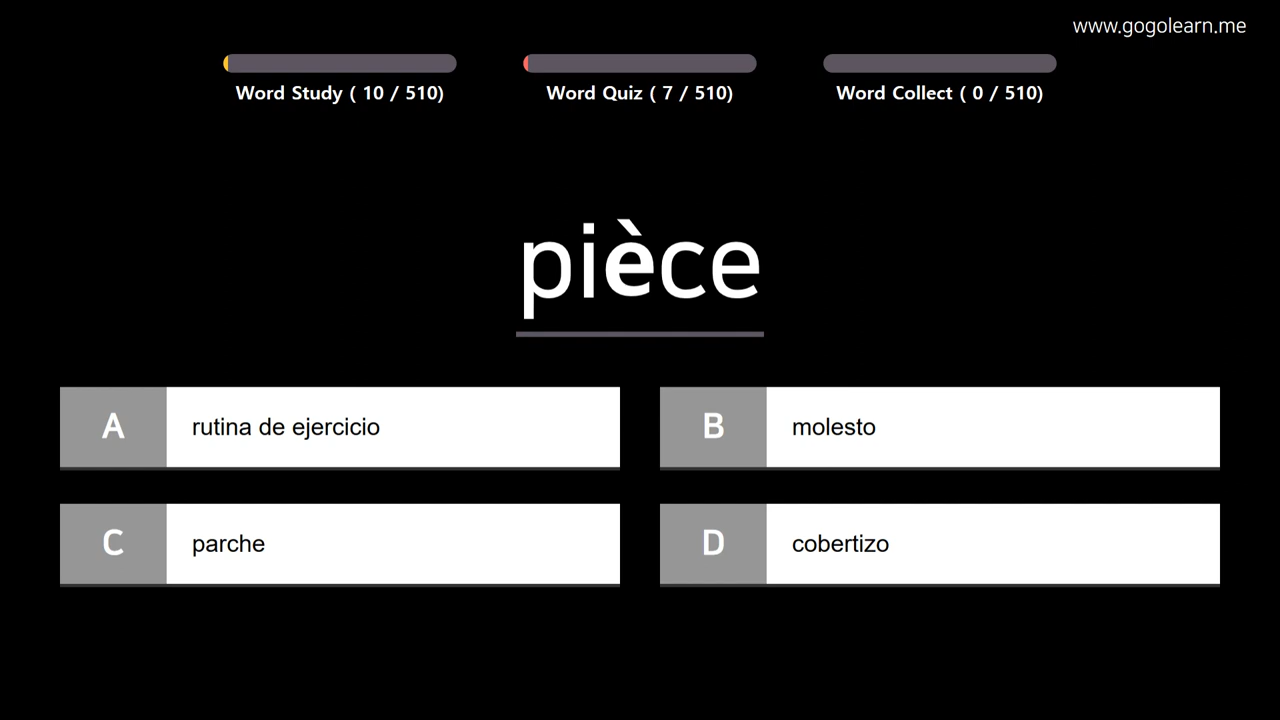 www.gogolearn.me
Word Study ( 10 / 510)
Word Quiz ( 7 / 510)
Word Collect ( 0 / 510)
pièce
A rutina de ejercicio
B molesto
C parche
D cobertizo